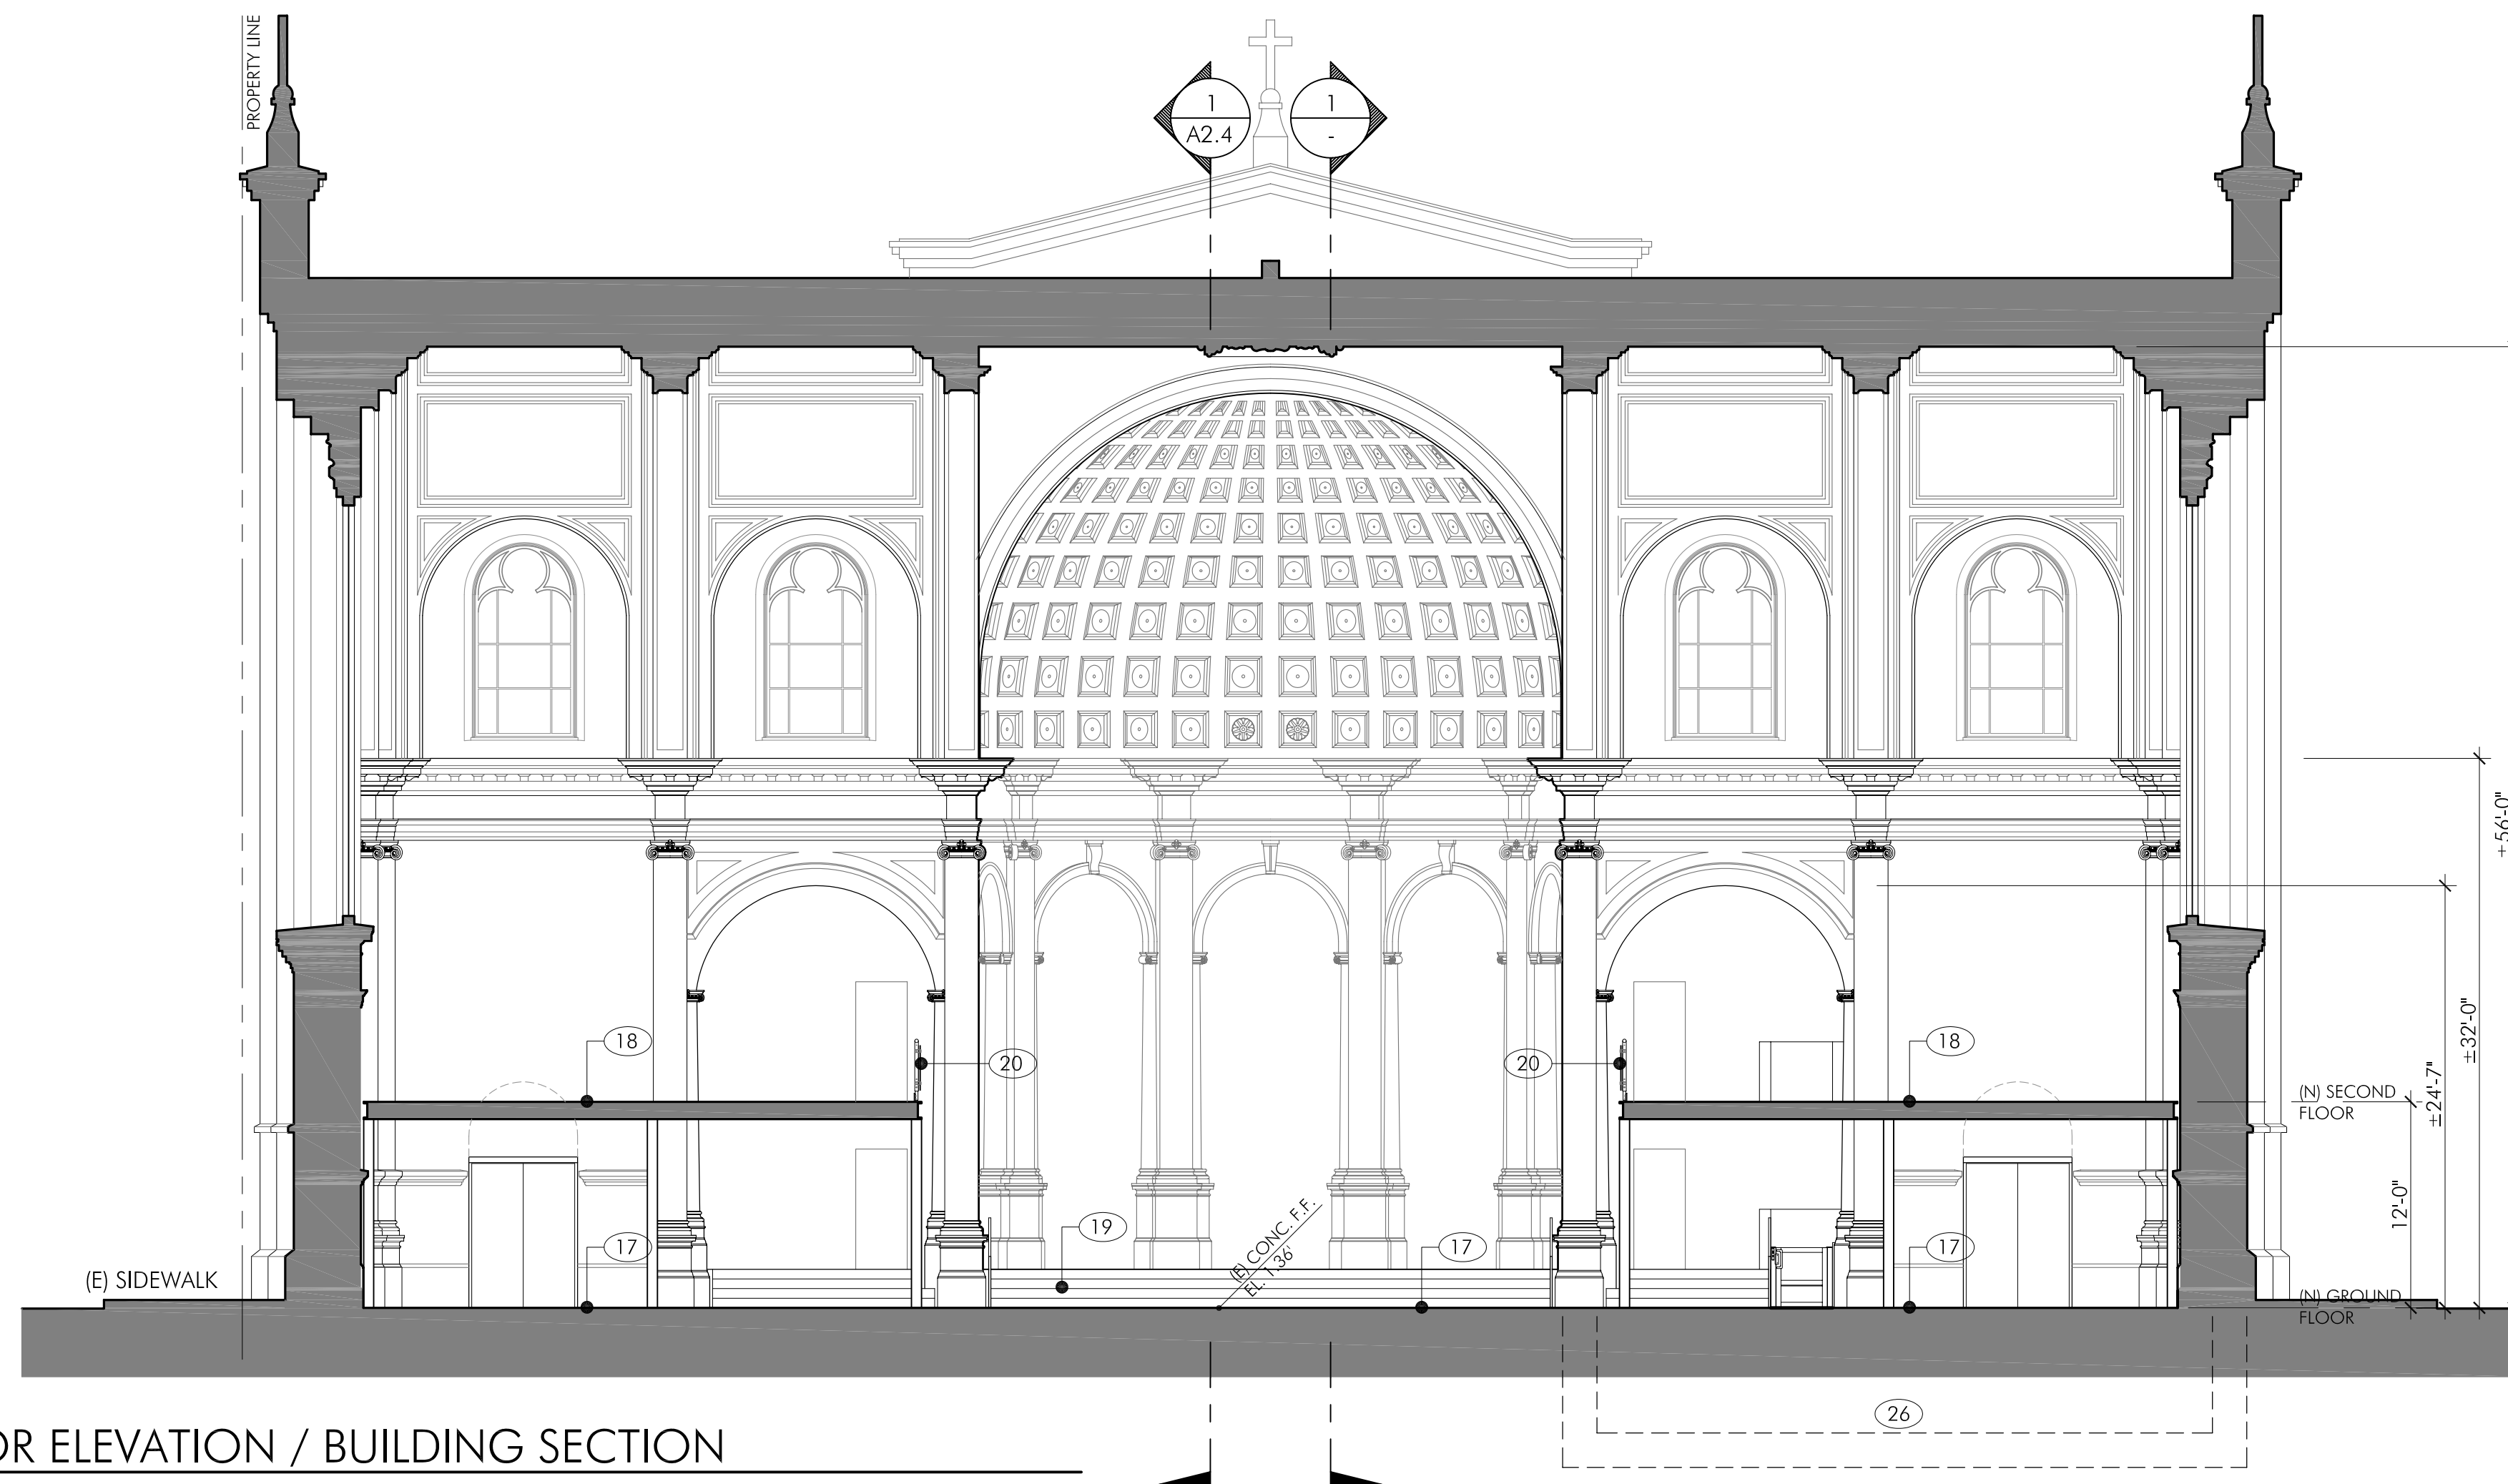 PROPERTY LINE
1
A2.4
1
-
+56'-0"
±32'-0"
±24'-7"
12'-0"
18
20
20
18
(N) SECOND
FLOOR
17
19
(E) CONC. F.F.
EL. 1.36'
17
17
(E) SIDEWALK
(N) GROUND
FLOOR
26
OR ELEVATION / BUILDING SECTION